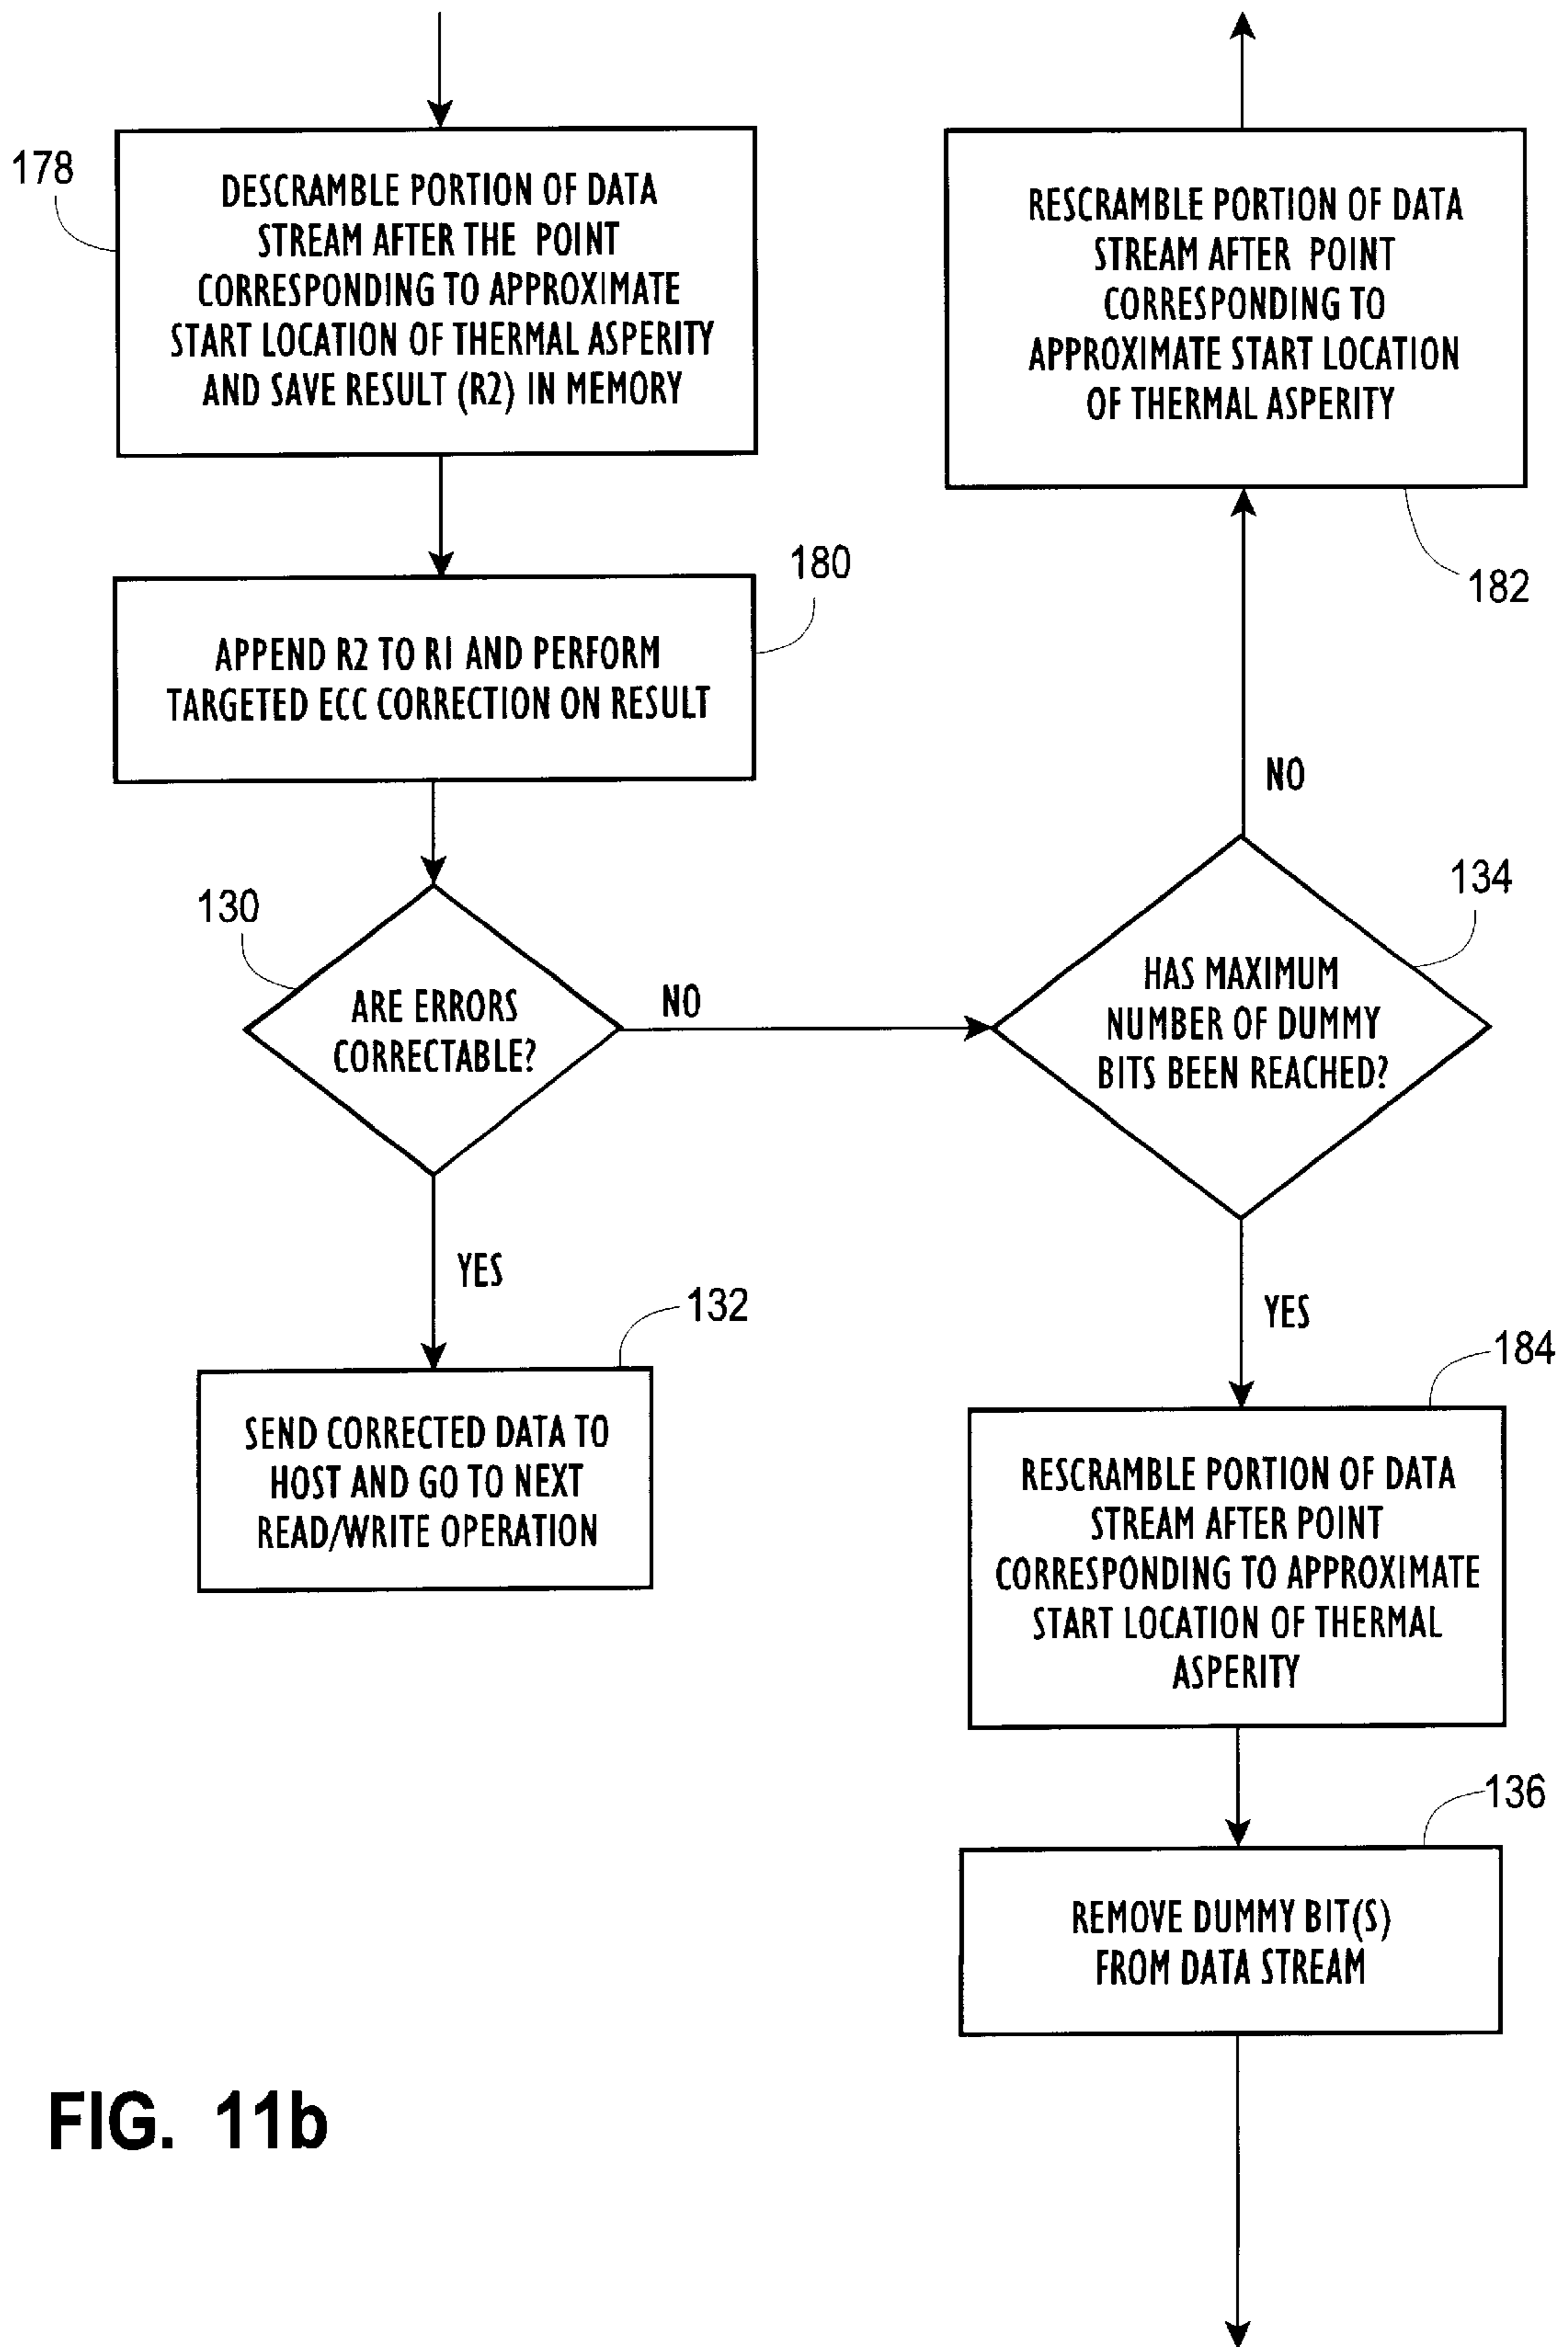 178
DESCRAMBLE PORTION OF DATA
STREAM AFTER THE POINT
CORRESPONDING TO APPROXIMATE
START LOCATION OF THERMAL ASPERITY
AND SAVE RESULT (R2) IN MEMORY
180
APPEND R2 TO R1 AND PERFORM
TARGETED ECC CORRECTION ON RESULT
130
ARE ERRORS
CORRECTABLE?
NO
YES
132
SEND CORRECTED DATA TO
HOST AND GO TO NEXT
READ/WRITE OPERATION
RESCRAMBLE PORTION OF DATA
STREAM AFTER POINT
CORRESPONDING TO
APPROXIMATE START LOCATION
OF THERMAL ASPERITY
182
NO
134
HAS MAXIMUM
NUMBER OF DUMMY
BITS BEEN REACHED?
YES
184
RESCRAMBLE PORTION OF DATA
STREAM AFTER POINT
CORRESPONDING TO APPROXIMATE
START LOCATION OF THERMAL
ASPERITY
136
REMOVE DUMMY BIT(S)
FROM DATA STREAM
FIG. 11b